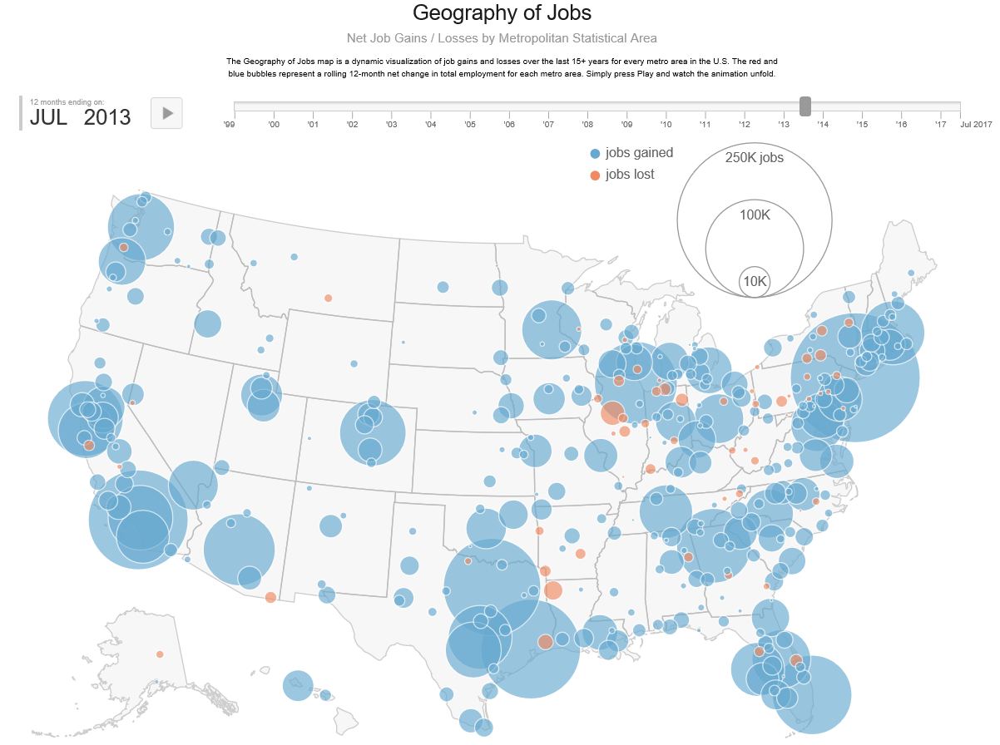 Geography of Jobs
Net Job Gains / Losses by Metropolitan Statistical Area
The Geography of Jobs map is a dynamic visualization of job gains and losses over the last 15+ years for every metro area in the U.S. The red and
blue bubbles represent a rolling 12-month net change in total employment for each metro area. Simply press Play and watch the animation unfold.
12 months ending on:
JUL 2013
'99 '00 '01 '02 '03 '04 '05 '06 '07 '08 '09 '10 '11 '12 '13 '14 '15 '16 '17 Jul 2017
jobs gained
jobs lost
250K jobs
100K
10K